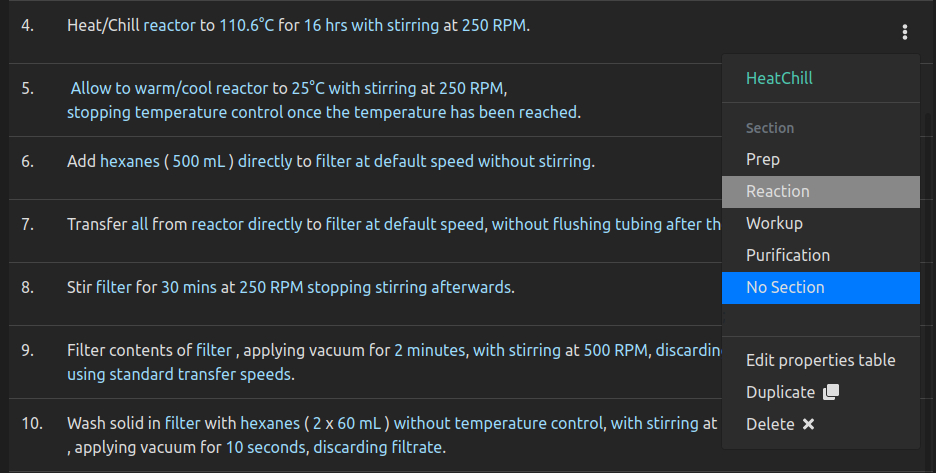 4. Heat/Chill reactor to 110.6°C for 16 hrs with stirring at 250 RPM.
HeatChill
5. Allow to warm/cool reactor to 25°C with stirring at 250 RPM,
stopping temperature control once the temperature has been reached.
Section
6. Add hexanes ( 500 mL ) directly to filter at default speed without stirring.
Prep
Reaction
7. Transfer all from reactor directly to filter at default speed, without flushing tubing after th
Workup
Purification
8. Stir filter for 30 mins at 250 RPM stopping stirring afterwards.
No Section
9. Filter contents of filter , applying vacuum for 2 minutes, with stirring at 500 RPM, discardin
using standard transfer speeds.
Edit properties table
Duplicate
10. Wash solid in filter with hexanes ( 2 x 60 mL ) without temperature control, with stirring at
, applying vacuum for 10 seconds, discarding filtrate.
Delete